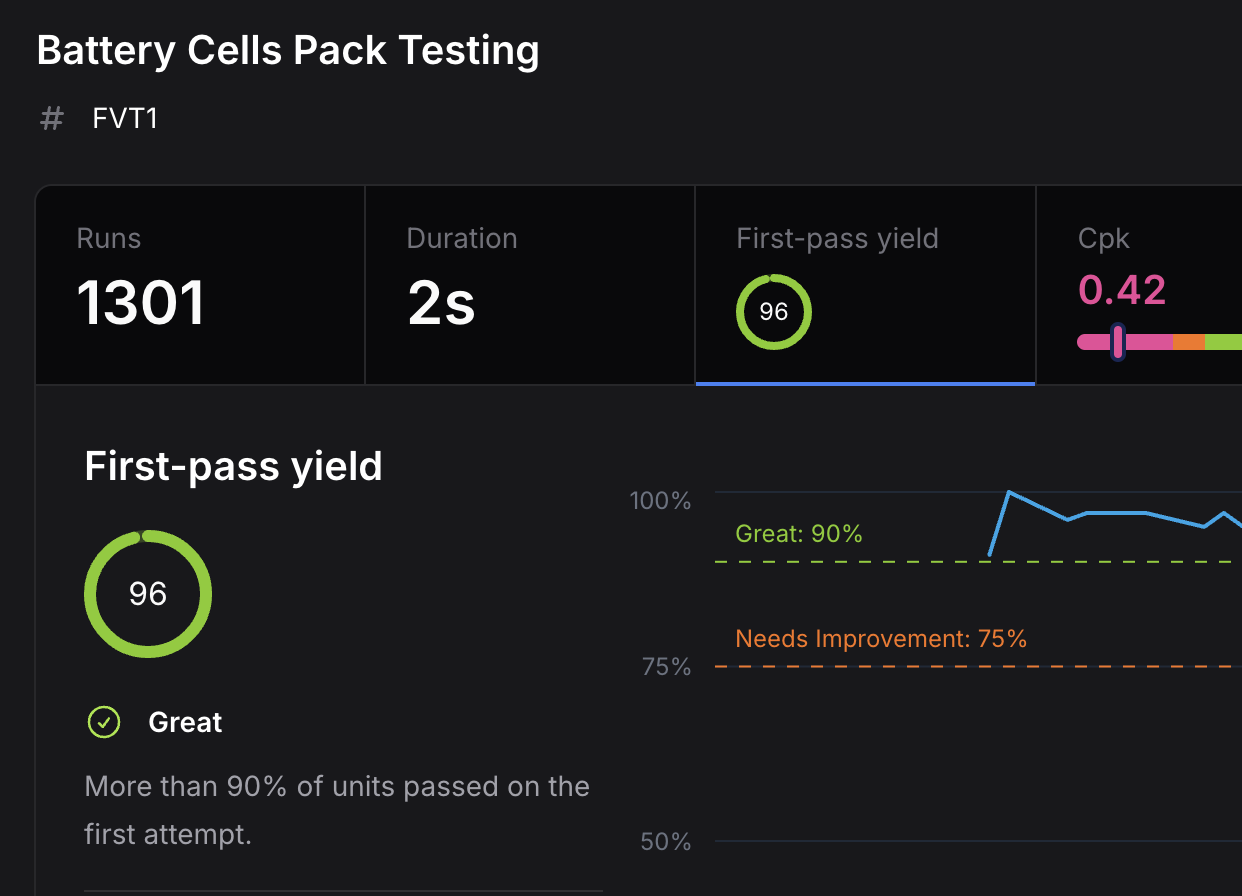 Battery Cells Pack Testing
# FVT1
Runs
1301
Duration
2s
First-pass yield
96
Cpk
0.42
First-pass yield
96
Great
More than 90% of units passed on the
first attempt.
100%
Great: 90%
Needs Improvement: 75%
75%
50%